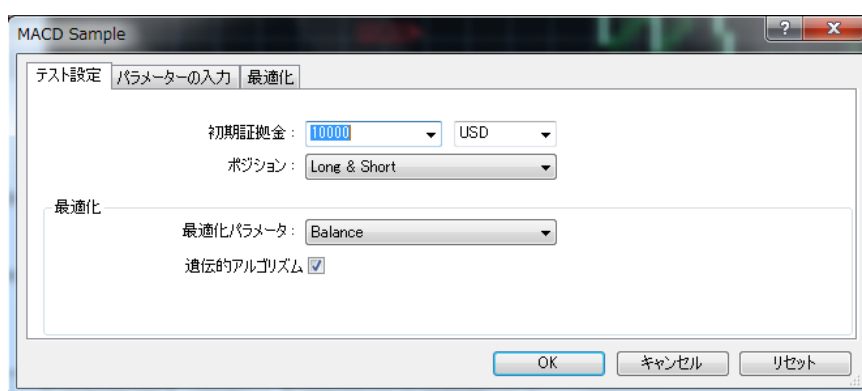 MACD Sample
テスト設定 パラメーターの入力 最適化
初期証拠金: 10000 USD
ポジション: Long & Short
最適化
最適化パラメータ: Balance
遺伝的アルゴリズム
OK キャンセル リセット